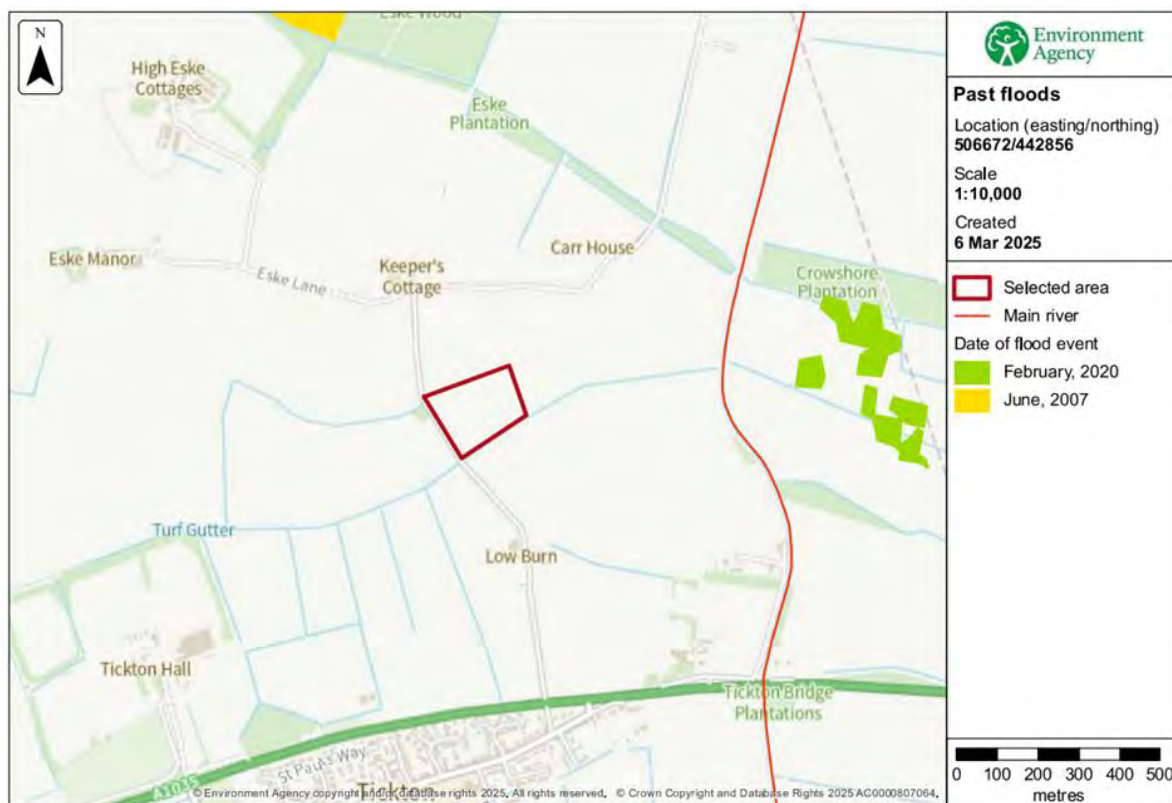 N
Eske Wood
High Eske
Cottages
Eske
Plantation
Eske Manor
Eske Lane
Keeper's
Cottage
Carr House
Crowshore
Plantation
Turf Gutter
Low Burn
Tickton Hall
Tickton Bridge
Plantations
St Paul's Way
Tickton
A1035
© Environment Agency copyright and/or database rights 2025. All rights reserved. © Crown Copyright and Database Rights 2025 AC0000807064.
Environment
Agency
Past floods
Location (easting/northing)
506672/442856
Scale
1:10,000
Created
6 Mar 2025
Selected area
Main river
Date of flood event
February, 2020
June, 2007
0 100 200 300 400 500
metres